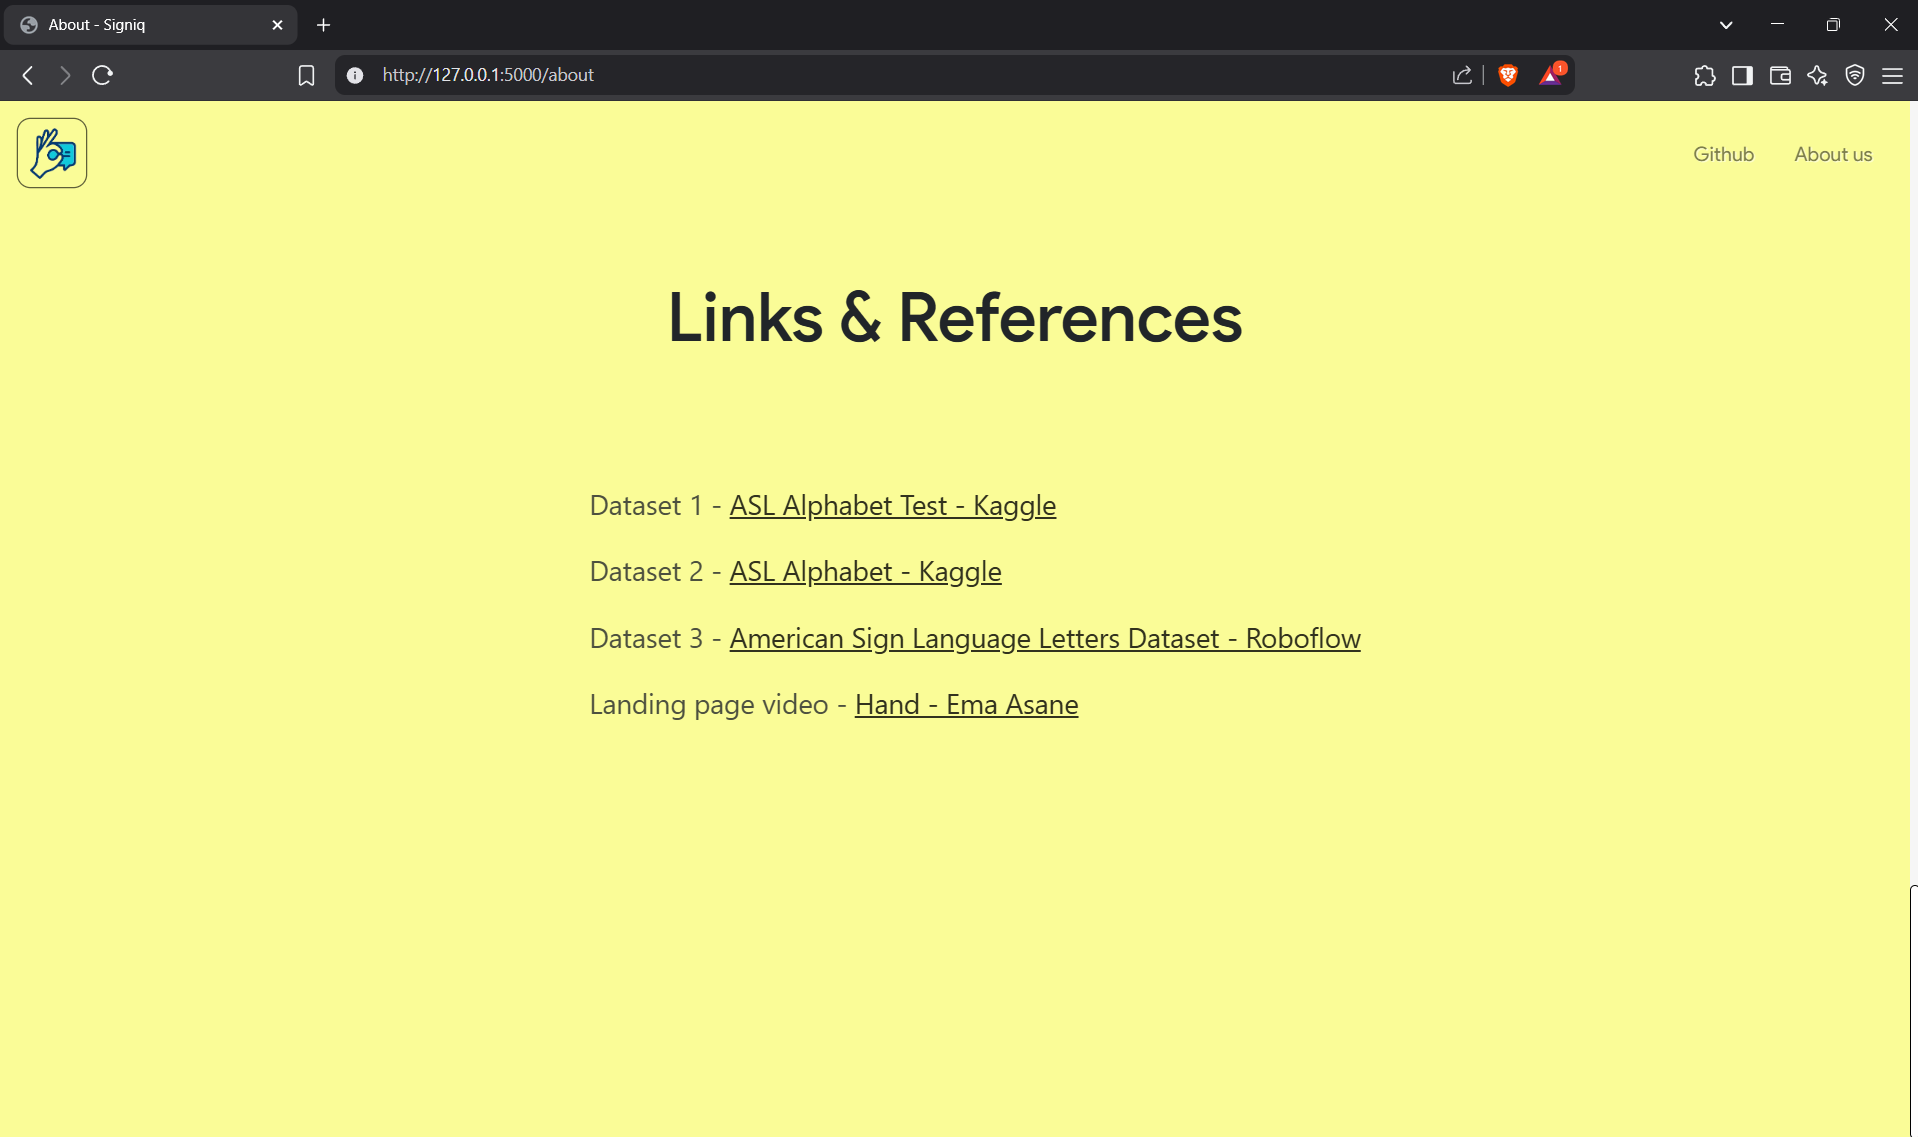 About - Signiq
http://127.0.0.1:5000/about
1
Github
About us
Links & References
Dataset 1 - ASL Alphabet Test - Kaggle
Dataset 2 - ASL Alphabet - Kaggle
Dataset 3 - American Sign Language Letters Dataset - Roboflow
Landing page video - Hand - Ema Asane